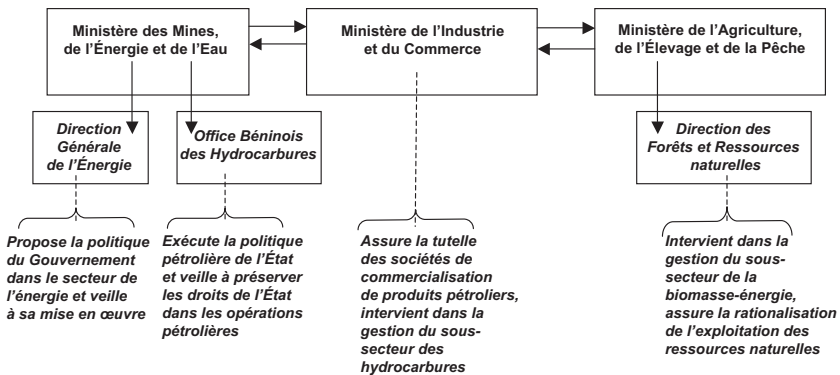 Ministère des Mines,
de l’Énergie et de l’Eau
Ministère de l’Industrie
et du Commerce
Ministère de l’Agriculture,
de l’Élevage et de la Pêche
Direction
Générale
de l’Énergie
Office Béninois
des Hydrocarbures
Direction des
Forêts et Ressources
naturelles
Propose la politique
du Gouvernement
dans le secteur de
l’énergie et veille
à sa mise en œuvre
Exécute la politique
pétrolière de l’État
et veille à préserver
les droits de l’État
dans les opérations
pétrolières
Assure la tutelle
des sociétés de
commercialisation
de produits pétroliers,
intervient dans la
gestion du sous-
secteur des
hydrocarbures
Intervient dans la
gestion du sous-
secteur de la
biomasse-énergie,
assure la rationalisation
de l’exploitation des
ressources naturelles